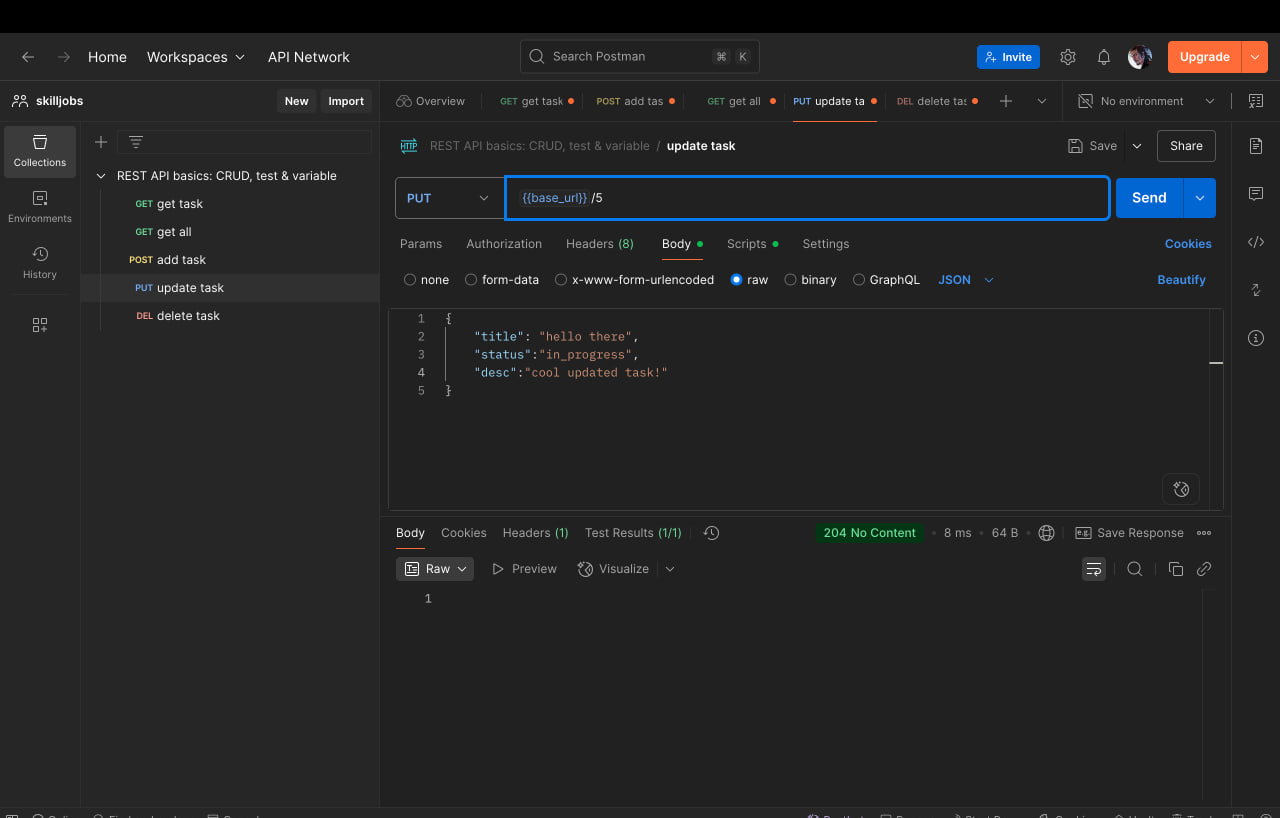 Home Workspaces API Network Search Postman ⌘ K Invite Upgrade
skilljobs New Import Overview GET get task POST add tas GET get all PUT update ta DEL delete tas No environment
Collections
Environments
History
REST API basics: CRUD, test & variable
GET get task
GET get all
POST add task
PUT update task
DEL delete task
HTTP REST API basics: CRUD, test & variable / update task Save Share
PUT {{base_url}} /5 Send
Params Authorization Headers (8) Body Scripts Settings Cookies
none form-data x-www-form-urlencoded raw binary GraphQL JSON Beautify
1 {
2 "title": "hello there",
3 "status":"in_progress",
4 "desc":"cool updated task!"
5 }
Body Cookies Headers (1) Test Results (1/1) 204 No Content 8 ms 64 B e.g. Save Response
Raw Preview Visualize
1